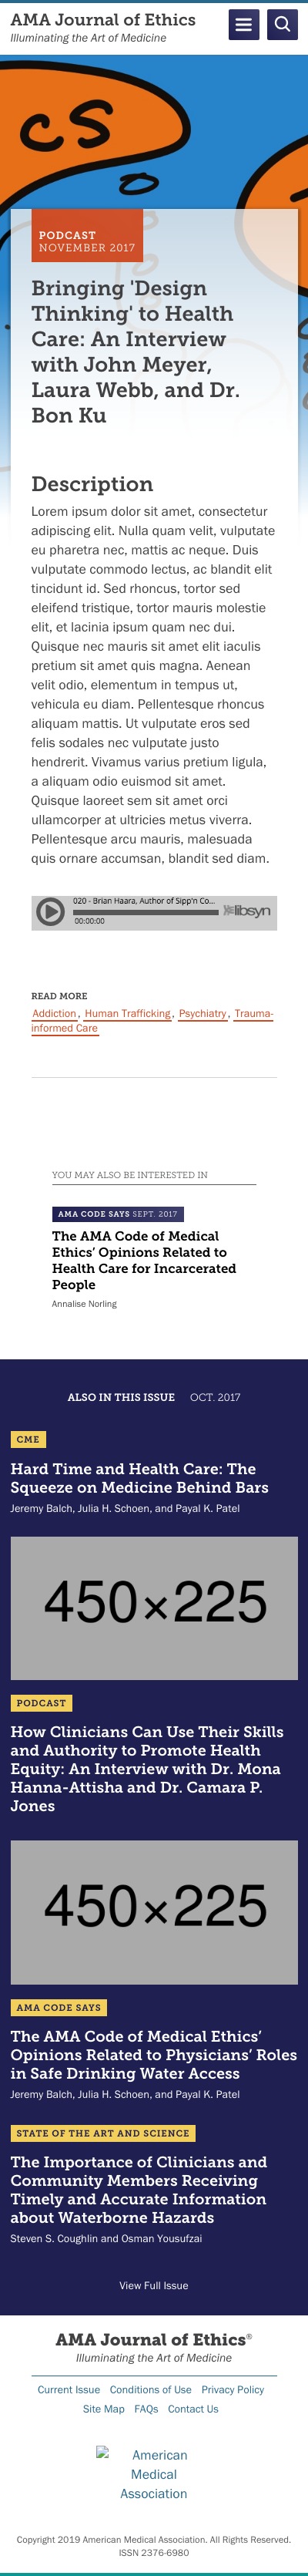 AMA Journal of Ethics
Illuminating the Art of Medicine
PODCAST
NOVEMBER 2017
Bringing 'Design
Thinking' to Health
Care: An Interview
with John Meyer,
Laura Webb, and Dr.
Bon Ku
Description
Lorem ipsum dolor sit amet, consectetur
adipiscing elit. Nulla quam velit, vulputate
eu pharetra nec, mattis ac neque. Duis
vulputate commodo lectus, ac blandit elit
tincidunt id. Sed rhoncus, tortor sed
eleifend tristique, tortor mauris molestie
elit, et lacinia ipsum quam nec dui.
Quisque nec mauris sit amet elit iaculis
pretium sit amet quis magna. Aenean
velit odio, elementum in tempus ut,
vehicula eu diam. Pellentesque rhoncus
aliquam mattis. Ut vulputate eros sed
felis sodales nec vulputate justo
hendrerit. Vivamus varius pretium ligula,
a aliquam odio euismod sit amet.
Quisque laoreet sem sit amet orci
ullamcorper at ultricies metus viverra.
Pellentesque arcu mauris, malesuada
quis ornare accumsan, blandit sed diam.
020 - Brian Haara, Author of Sipp'n Co...
libsyn
00:00:00
READ MORE
Addiction, Human Trafficking, Psychiatry, Trauma-
informed Care
YOU MAY ALSO BE INTERESTED IN
AMA CODE SAYS SEPT. 2017
The AMA Code of Medical
Ethics’ Opinions Related to
Health Care for Incarcerated
People
Annalise Norling
ALSO IN THIS ISSUE OCT. 2017
CME
Hard Time and Health Care: The
Squeeze on Medicine Behind Bars
Jeremy Balch, Julia H. Schoen, and Payal K. Patel
450×225
PODCAST
How Clinicians Can Use Their Skills
and Authority to Promote Health
Equity: An Interview with Dr. Mona
Hanna-Attisha and Dr. Camara P.
Jones
450×225
AMA CODE SAYS
The AMA Code of Medical Ethics’
Opinions Related to Physicians’ Roles
in Safe Drinking Water Access
Jeremy Balch, Julia H. Schoen, and Payal K. Patel
STATE OF THE ART AND SCIENCE
The Importance of Clinicians and
Community Members Receiving
Timely and Accurate Information
about Waterborne Hazards
Steven S. Coughlin and Osman Yousufzai
View Full Issue
AMA Journal of Ethics®
Illuminating the Art of Medicine
Current Issue Conditions of Use Privacy Policy
Site Map FAQs Contact Us
American
Medical
Association
Copyright 2019 American Medical Association. All Rights Reserved.
ISSN 2376-6980